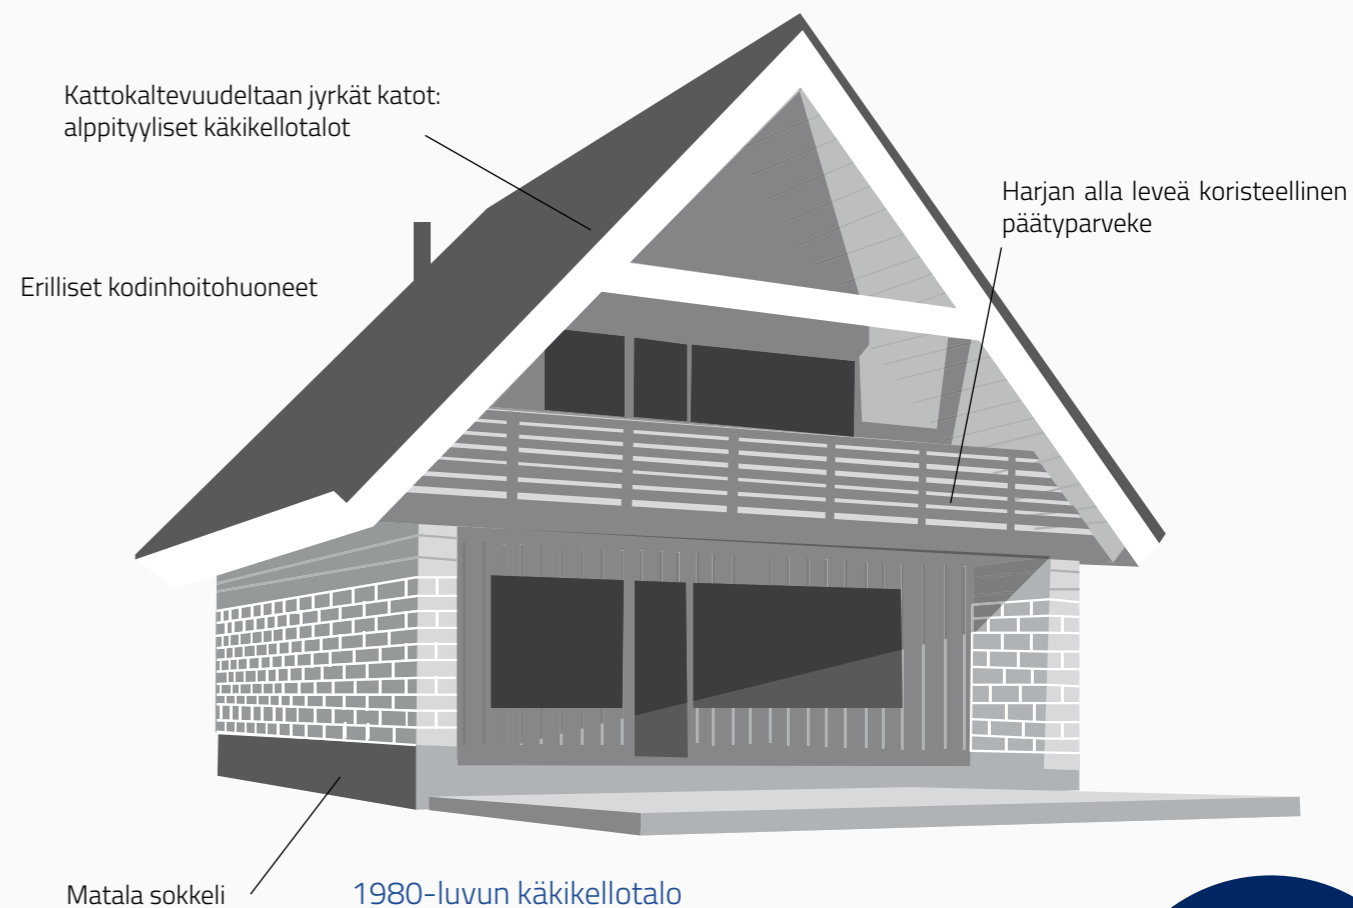 Kattokaltevuudeltaan jyrkät katot:
alppityyliset käkikellotalot
Harjan alla leveä koristeellinen
päätyparveke
Erilliset kodinhoitohuoneet
Matala sokkeli
1980-luvun käkikellotalo